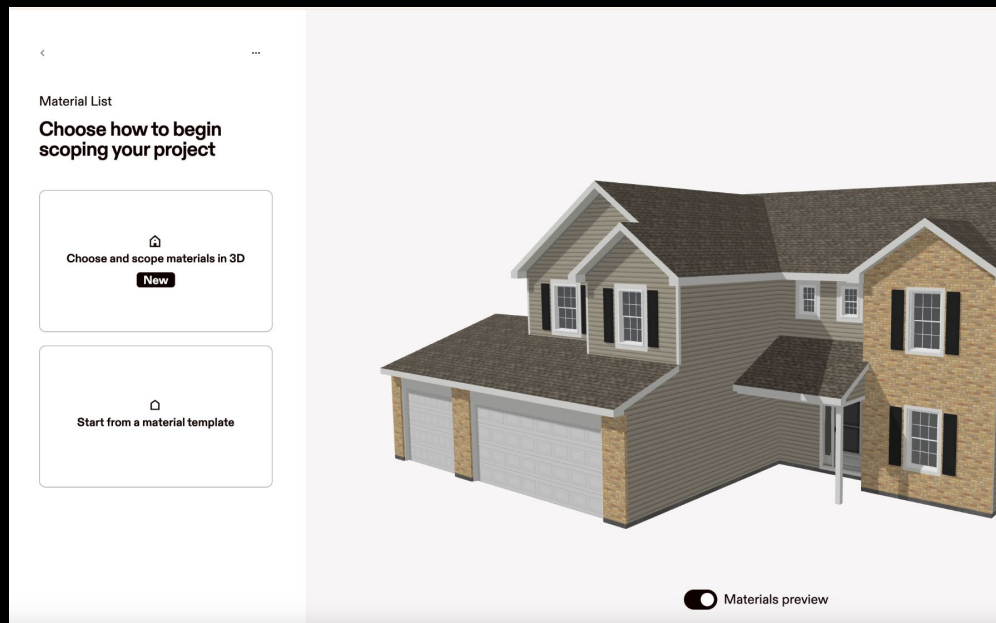 Material List
Choose how to begin
scoping your project
Choose and scope materials in 3D
New
Start from a material template
Materials preview